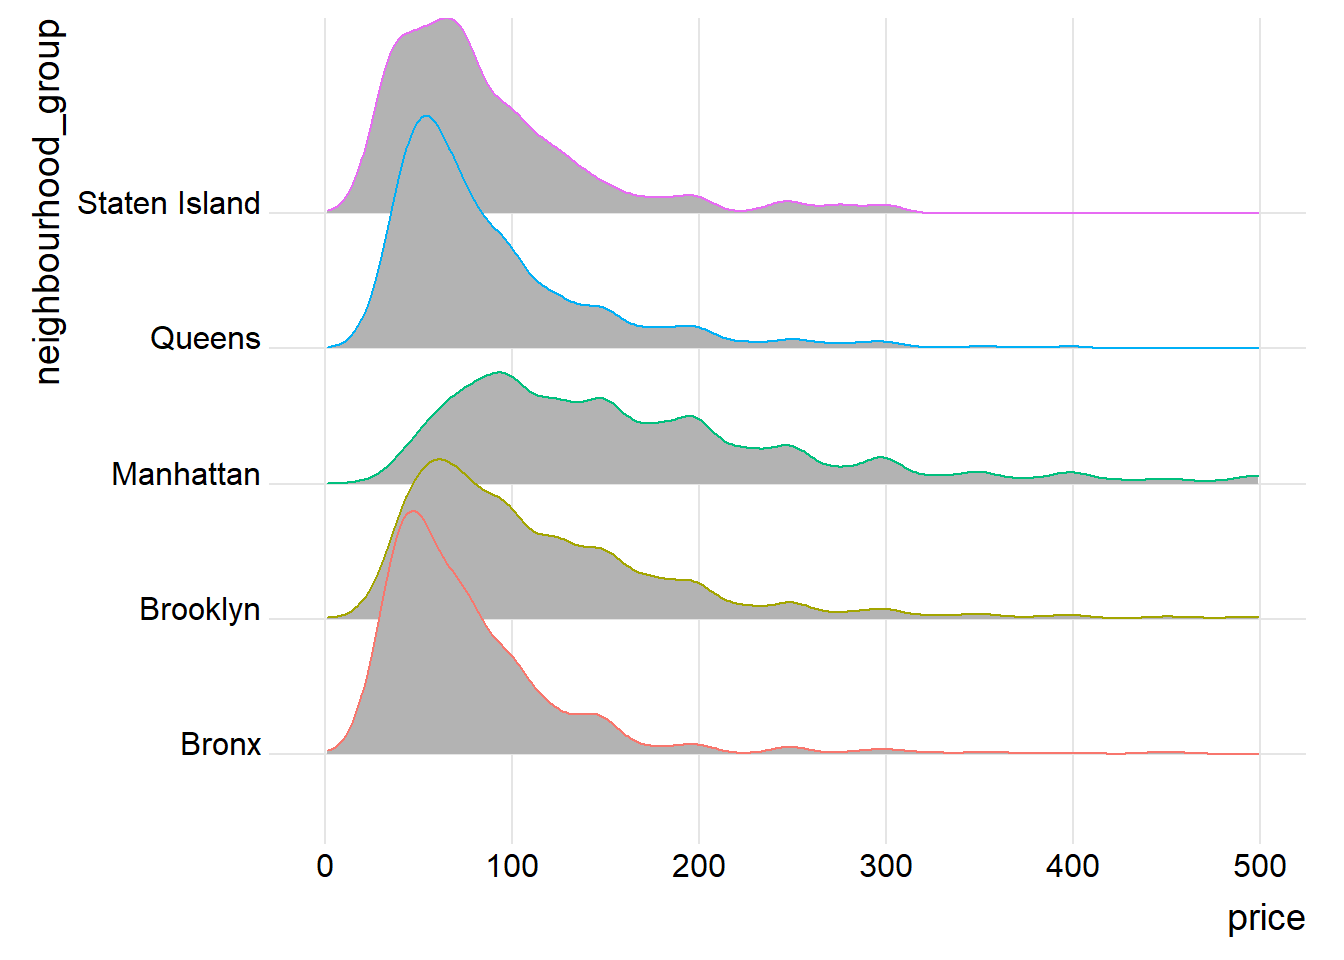 neighbourhood_group
Staten Island
Queens
Manhattan
Brooklyn
Bronx
0 100 200 300 400 500
price